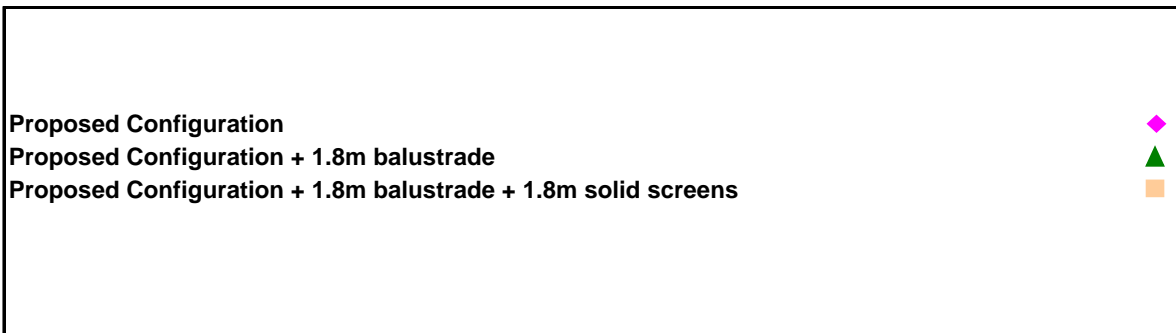 Proposed Configuration
Proposed Configuration + 1.8m balustrade
Proposed Configuration + 1.8m balustrade + 1.8m solid screens